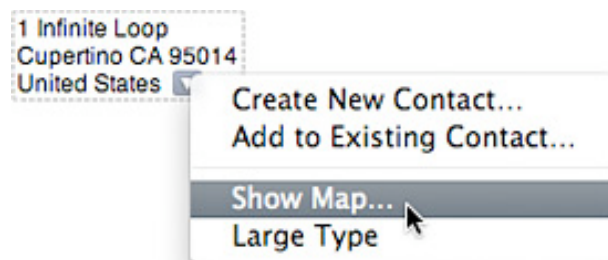 1 Infinite Loop
Cupertino CA 95014
United States
Create New Contact...
Add to Existing Contact...
Show Map...
Large Type